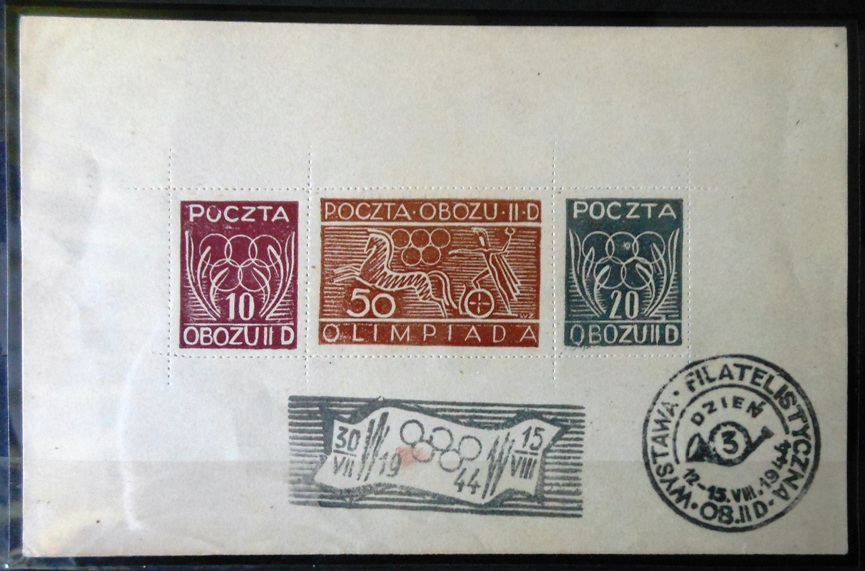 POCZTA
10
OBOZU II D
POCZTA·OBOZU·II·D
50
OLIMPIADA
POCZTA
20
OBOZU II D
30
VII
19
44
15
VIII
WYSTAWA·FILATELISTYCZNA
DZIEŃ
3
12-15.VIII.1944
·OB.IID·